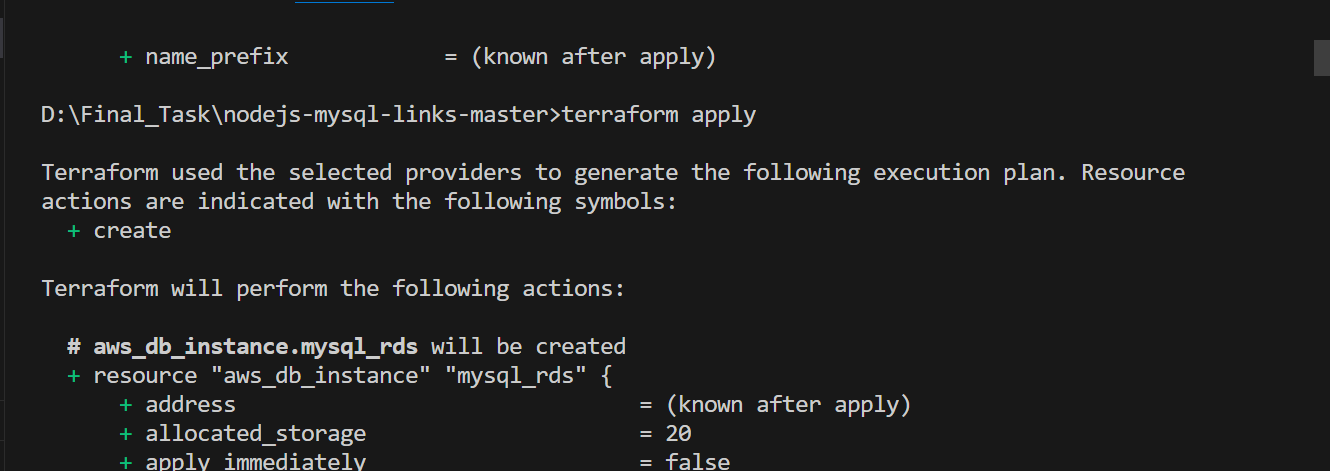 + name_prefix = (known after apply)
D:\Final_Task\nodejs-mysql-links-master>terraform apply
Terraform used the selected providers to generate the following execution plan. Resource
actions are indicated with the following symbols:
+ create
Terraform will perform the following actions:
# aws_db_instance.mysql_rds will be created
+ resource "aws_db_instance" "mysql_rds" {
+ address = (known after apply)
+ allocated_storage = 20
+ apply_immediately = false